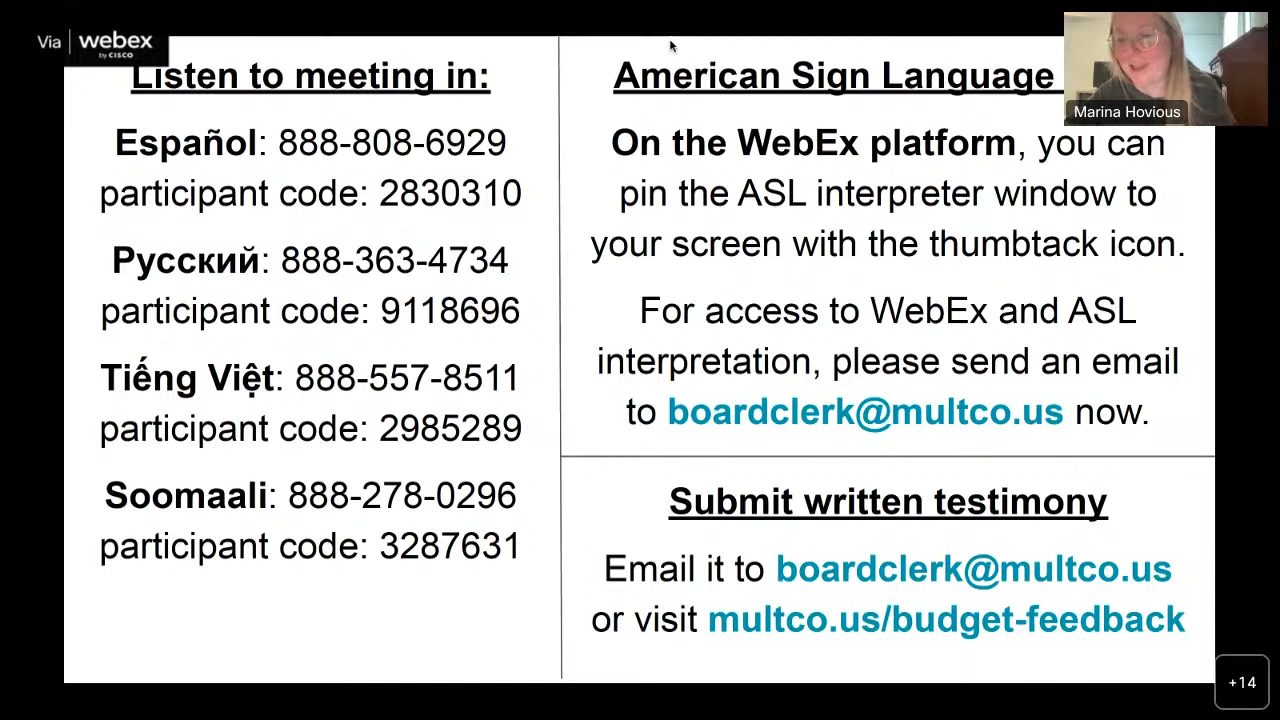 Via webex
by CISCO
Listen to meeting in:
Español: 888-808-6929
participant code: 2830310
Русский: 888-363-4734
participant code: 9118696
Tiếng Việt: 888-557-8511
participant code: 2985289
Soomaali: 888-278-0296
participant code: 3287631
American Sign Language
On the WebEx platform, you can
pin the ASL interpreter window to
your screen with the thumbtack icon.
For access to WebEx and ASL
interpretation, please send an email
to boardclerk@multco.us now.
Submit written testimony
Email it to boardclerk@multco.us
or visit multco.us/budget-feedback
Marina Hovious
+14